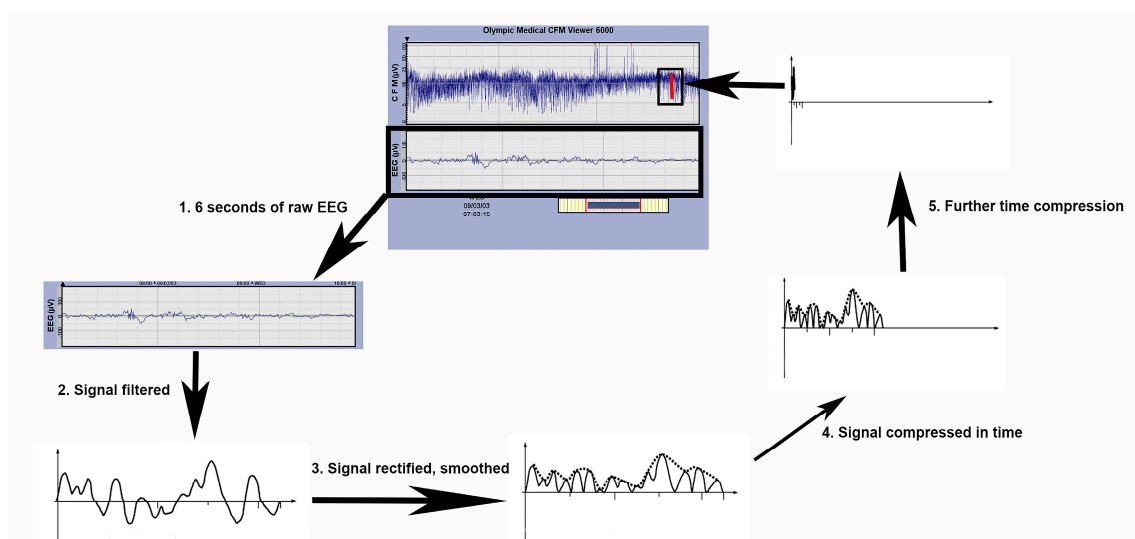 Olympic Medical CFM Viewer 6000
C F M (µV)
EEG (µV)
09/03/03
07:03:15
1. 6 seconds of raw EEG
5. Further time compression
EEG (µV)
2. Signal filtered
3. Signal rectified, smoothed
4. Signal compressed in time